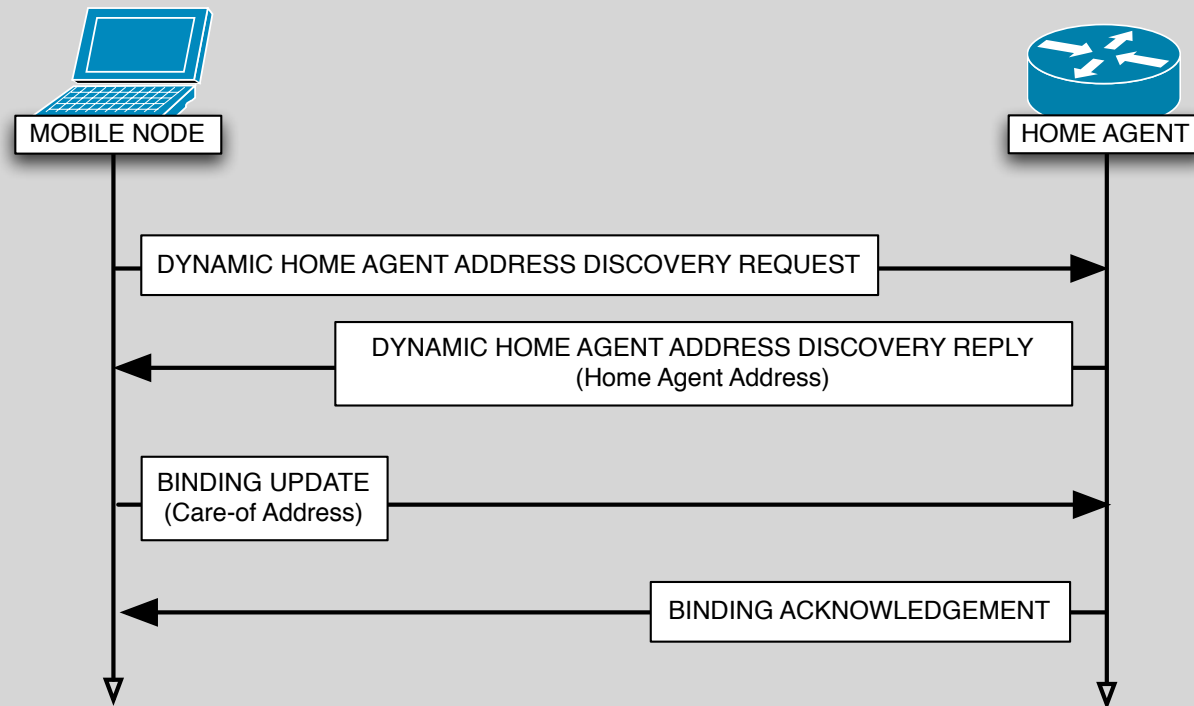 MOBILE NODE
HOME AGENT
DYNAMIC HOME AGENT ADDRESS DISCOVERY REQUEST
DYNAMIC HOME AGENT ADDRESS DISCOVERY REPLY
(Home Agent Address)
BINDING UPDATE
(Care-of Address)
BINDING ACKNOWLEDGEMENT